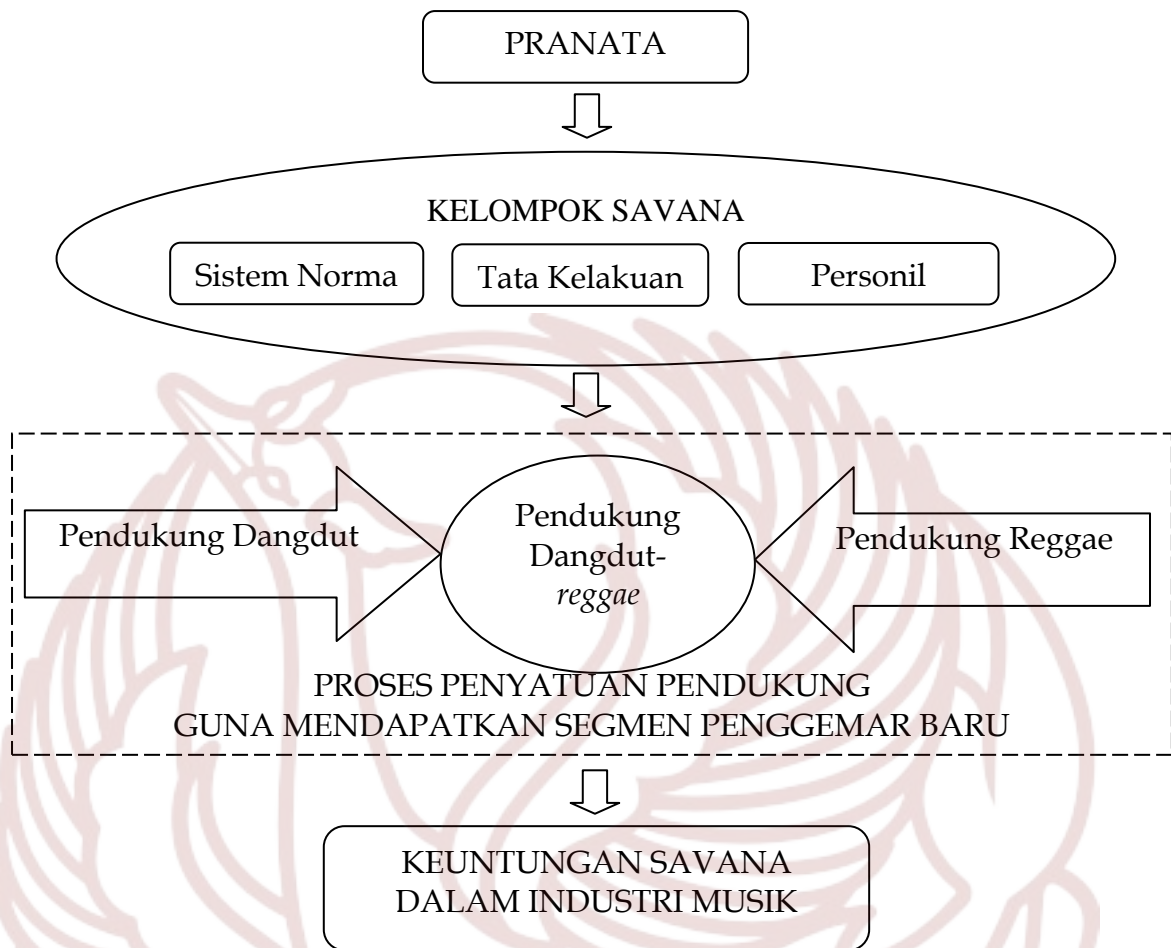 PRANATA
KELOMPOK SAVANA
Sistem Norma
Tata Kelakuan
Personil
Pendukung Dangdut
Pendukung
Dangdut-
reggae
Pendukung Reggae
PROSES PENYATUAN PENDUKUNG
GUNA MENDAPATKAN SEGMEN PENGGEMAR BARU
KEUNTUNGAN SAVANA
DALAM INDUSTRI MUSIK